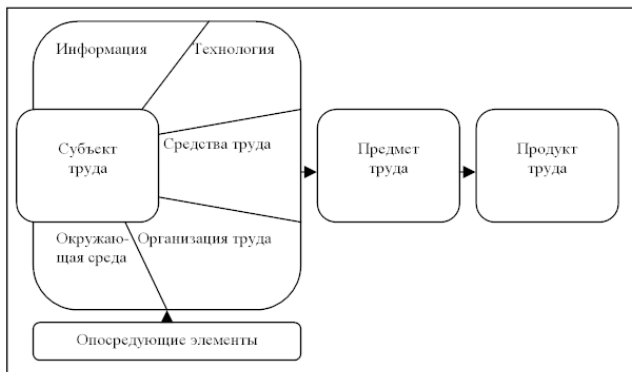 Информация
Технология
Субъект
труда
Средства труда
Предмет
труда
Продукт
труда
Окружаю-
щая среда
Организация труда
Опосредующие элементы